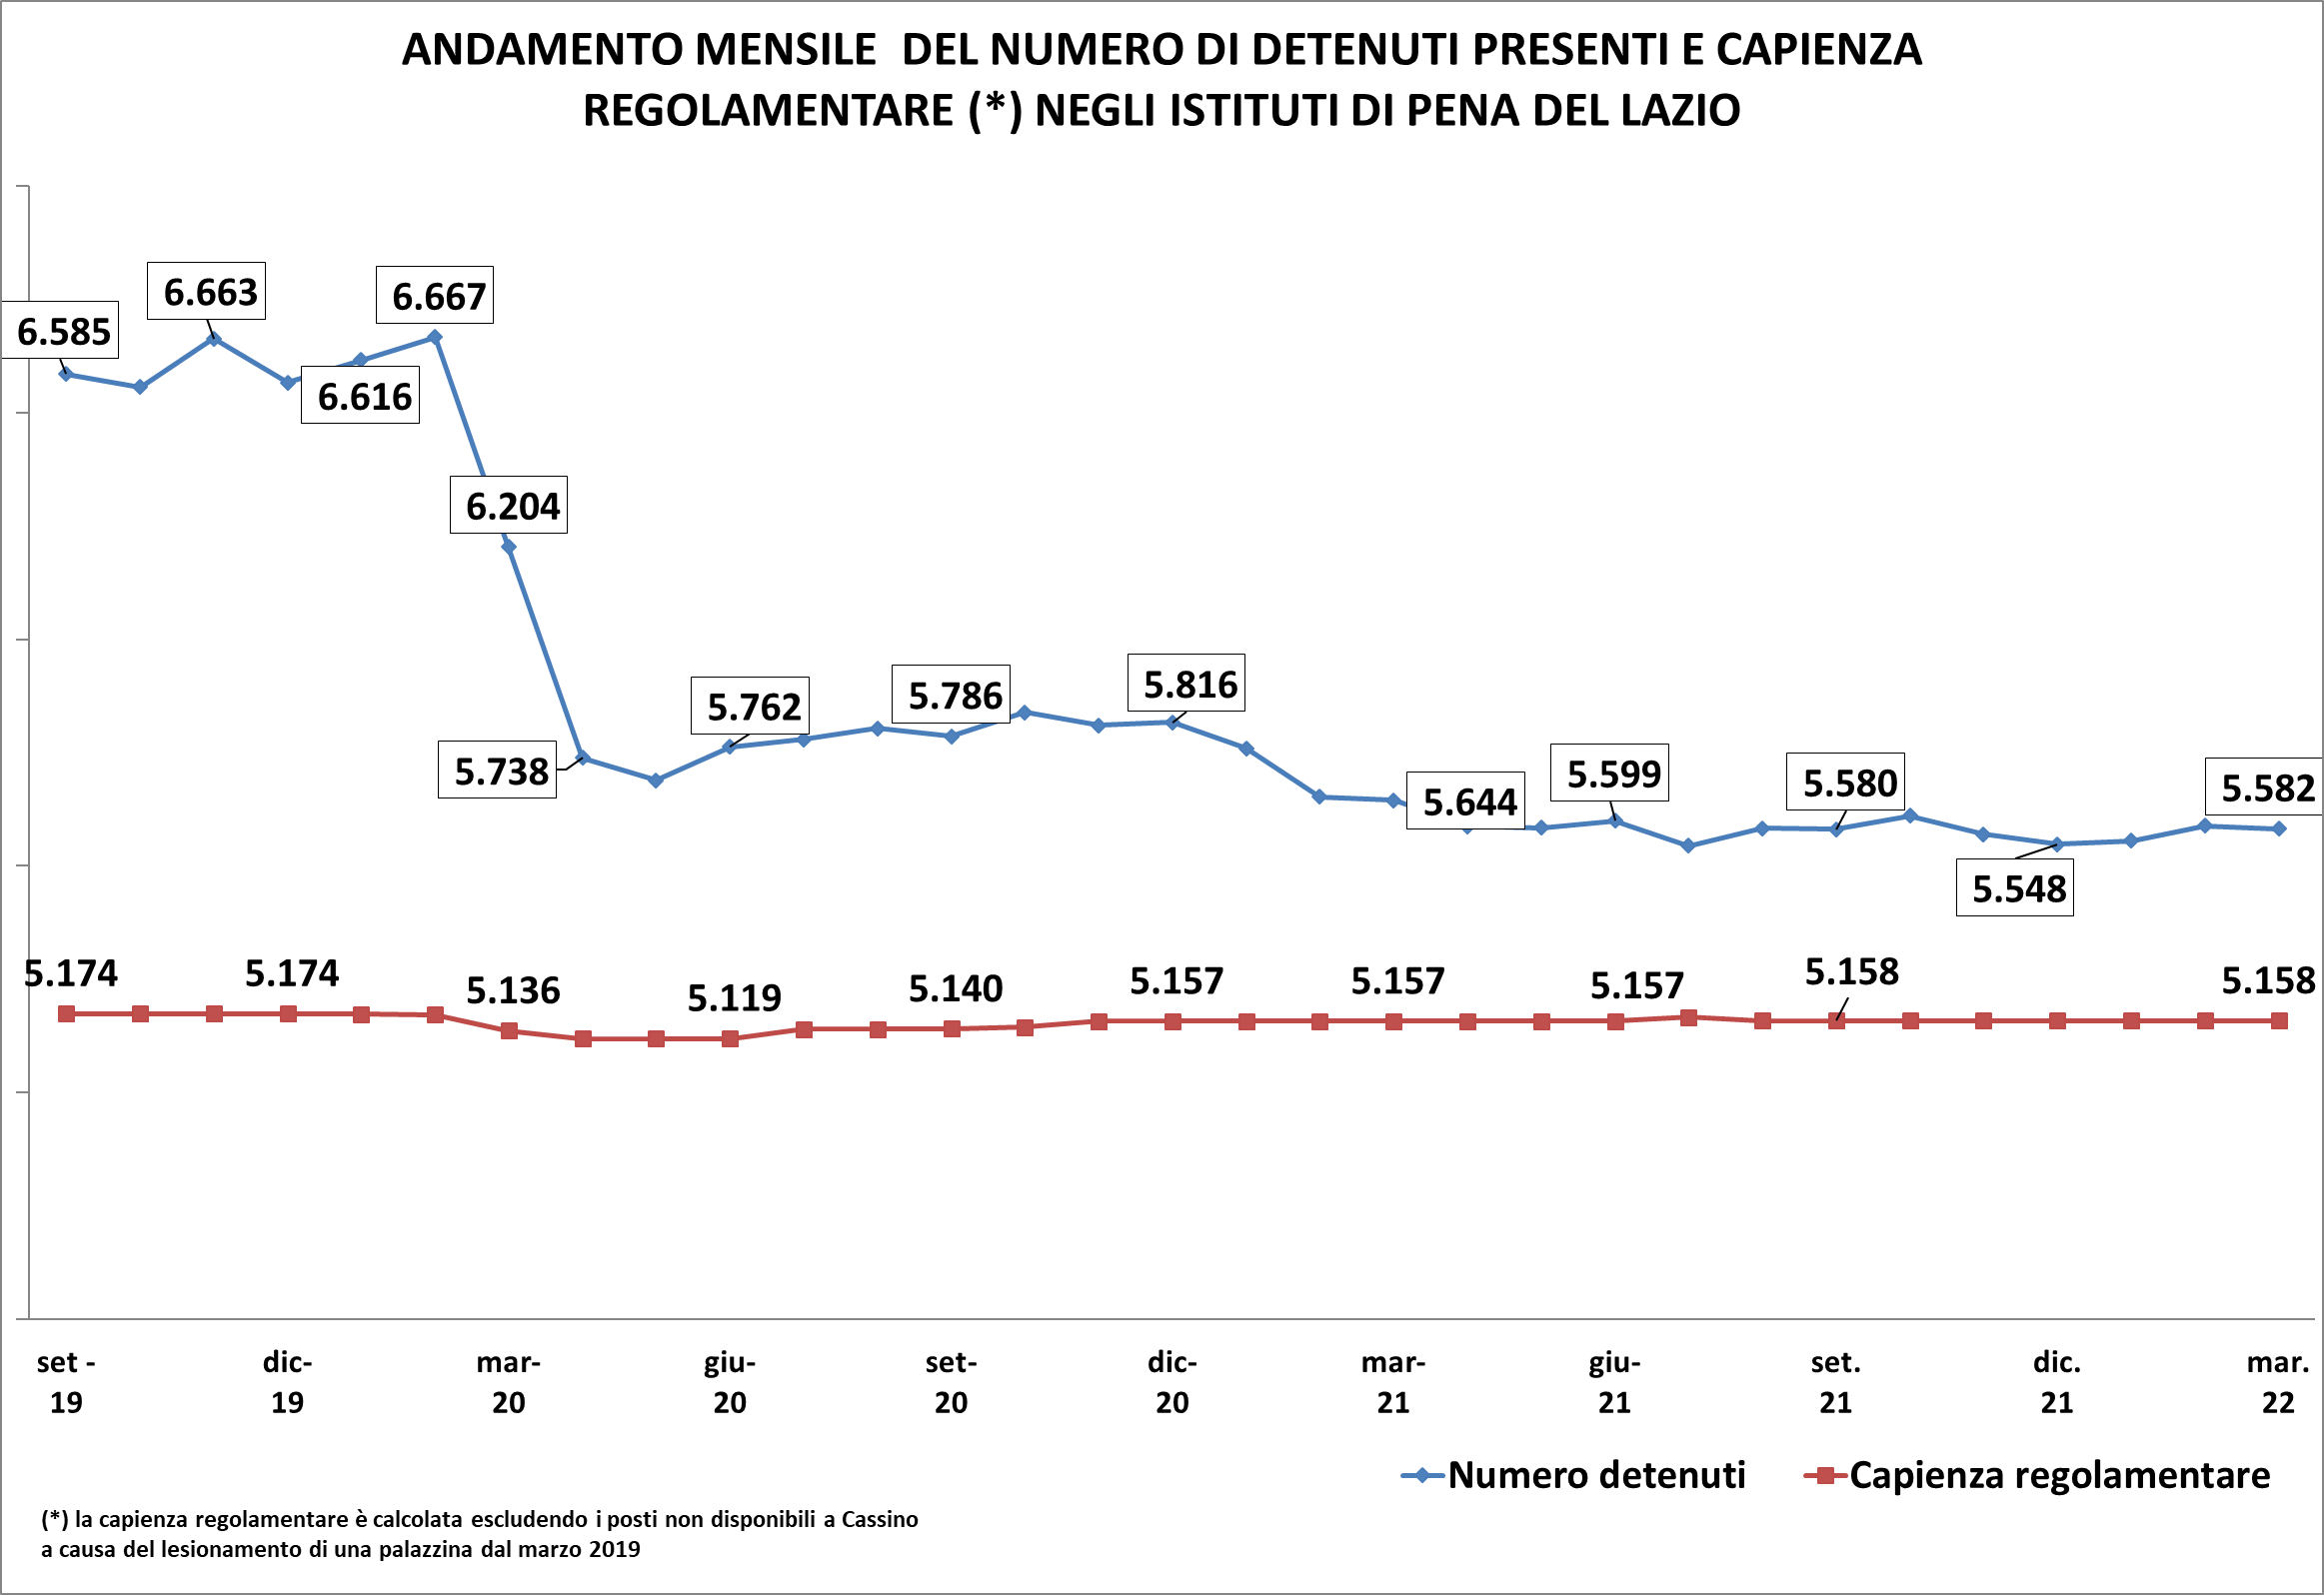 ANDAMENTO MENSILE  DEL NUMERO DI DETENUTI PRESENTI E CAPIENZA
REGOLAMENTARE (*) NEGLI ISTITUTI DI PENA DEL LAZIO
6.585
6.663
6.616
6.667
6.204
5.738
5.762
5.786
5.816
5.644
5.599
5.580
5.548
5.582
5.174
5.174
5.136
5.119
5.140
5.157
5.157
5.157
5.158
5.158
set -
19
dic-
19
mar-
20
giu-
20
set-
20
dic-
20
mar-
21
giu-
21
set.
21
dic.
21
mar.
22
Numero detenuti
Capienza regolamentare
(*) la capienza regolamentare è calcolata escludendo i posti non disponibili a Cassino
a causa del lesionamento di una palazzina dal marzo 2019